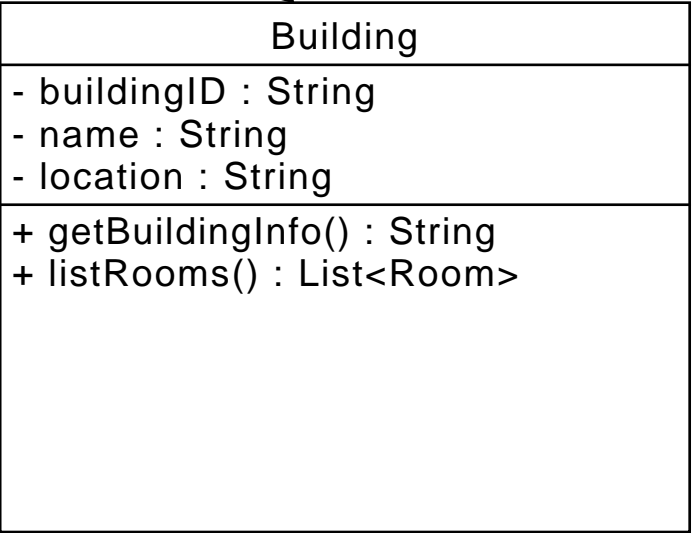 Building
- buildingID : String
- name : String
- location : String
+ getBuildingInfo() : String
+ listRooms() : List<Room>